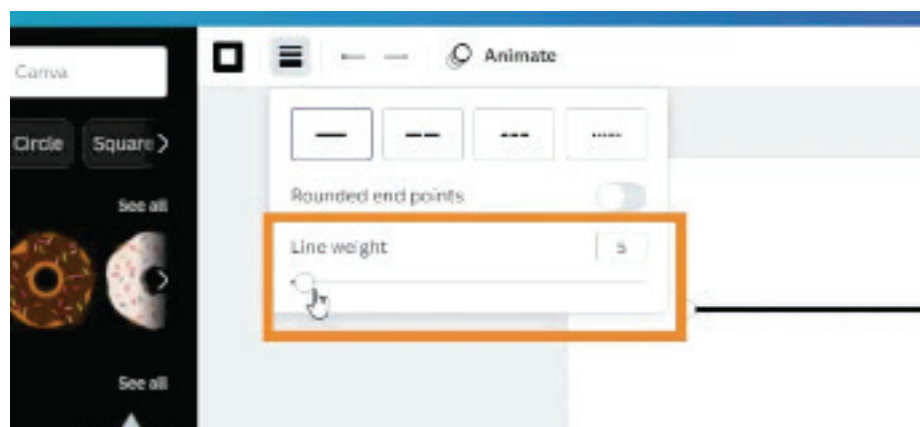 Canva
Animate
Circle Square
See all
Rounded end points
Line weight 5
See all